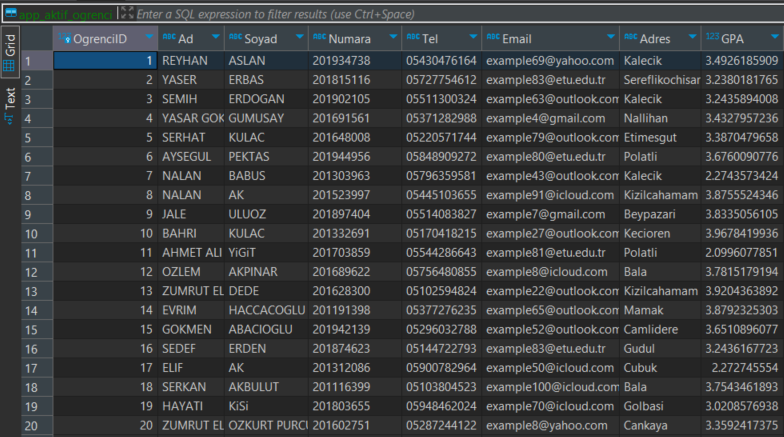 app_aktif_ogrenci Enter a SQL expression to filter results (use Ctrl+Space)
Grid
Text
OgrenciID ABC Ad ABC Soyad ABC Numara ABC Tel ABC Email ABC Adres 123 GPA
1 1 REYHAN ASLAN 201934738 05430476164 example69@yahoo.com Kalecik 3.4926185909
2 2 YASER ERBAS 201815116 05727754612 example83@etu.edu.tr Sereflikochisar 3.2380181765
3 3 SEMIH ERDOGAN 201902105 05511300324 example63@outlook.com Kalecik 3.2435894008
4 4 YASAR GOK GUMUSAY 201691561 05371282988 example4@gmail.com Nallihan 3.4327957236
5 5 SERHAT KULAC 201648008 05220571744 example79@outlook.com Etimesgut 3.3870479658
6 6 AYSEGUL PEKTAS 201944956 05848909272 example80@etu.edu.tr Polatli 3.6760090776
7 7 NALAN BABUS 201303963 05796359581 example43@outlook.com Kalecik 2.2743573424
8 8 NALAN AK 201523997 05445103655 example91@icloud.com Kizilcahamam 3.8755524346
9 9 JALE ULUOZ 201897404 05514083827 example7@gmail.com Beypazari 3.8335056105
10 10 BAHRI KULAC 201332691 05170418215 example27@outlook.com Kecioren 3.9678419936
11 11 AHMET ALI YiGiT 201703859 05544286643 example81@etu.edu.tr Polatli 2.0996077851
12 12 OZLEM AKPINAR 201689622 05756480855 example8@icloud.com Bala 3.7815179194
13 13 ZUMRUT EL DEDE 201628300 05102594824 example22@outlook.com Kizilcahamam 3.9204363892
14 14 EVRIM HACCACOGLU 201191398 05377276235 example65@outlook.com Mamak 3.8792325303
15 15 GOKMEN ABACIOGLU 201942139 05296032788 example52@outlook.com Camlidere 3.6510896077
16 16 SEDEF ERDEN 201874623 05144722793 example83@etu.edu.tr Gudul 3.2436167723
17 17 ELIF AK 201312086 05900782964 example50@icloud.com Cubuk 2.272745554
18 18 SERKAN AKBULUT 201116399 05103804523 example100@icloud.com Bala 3.7543461893
19 19 HAYATI KiSi 201803655 05948462024 example70@icloud.com Golbasi 3.0208576938
20 20 ZUMRUT EL OZKURT PURCU 201602751 05287244122 example8@yahoo.com Cankaya 3.3592417375